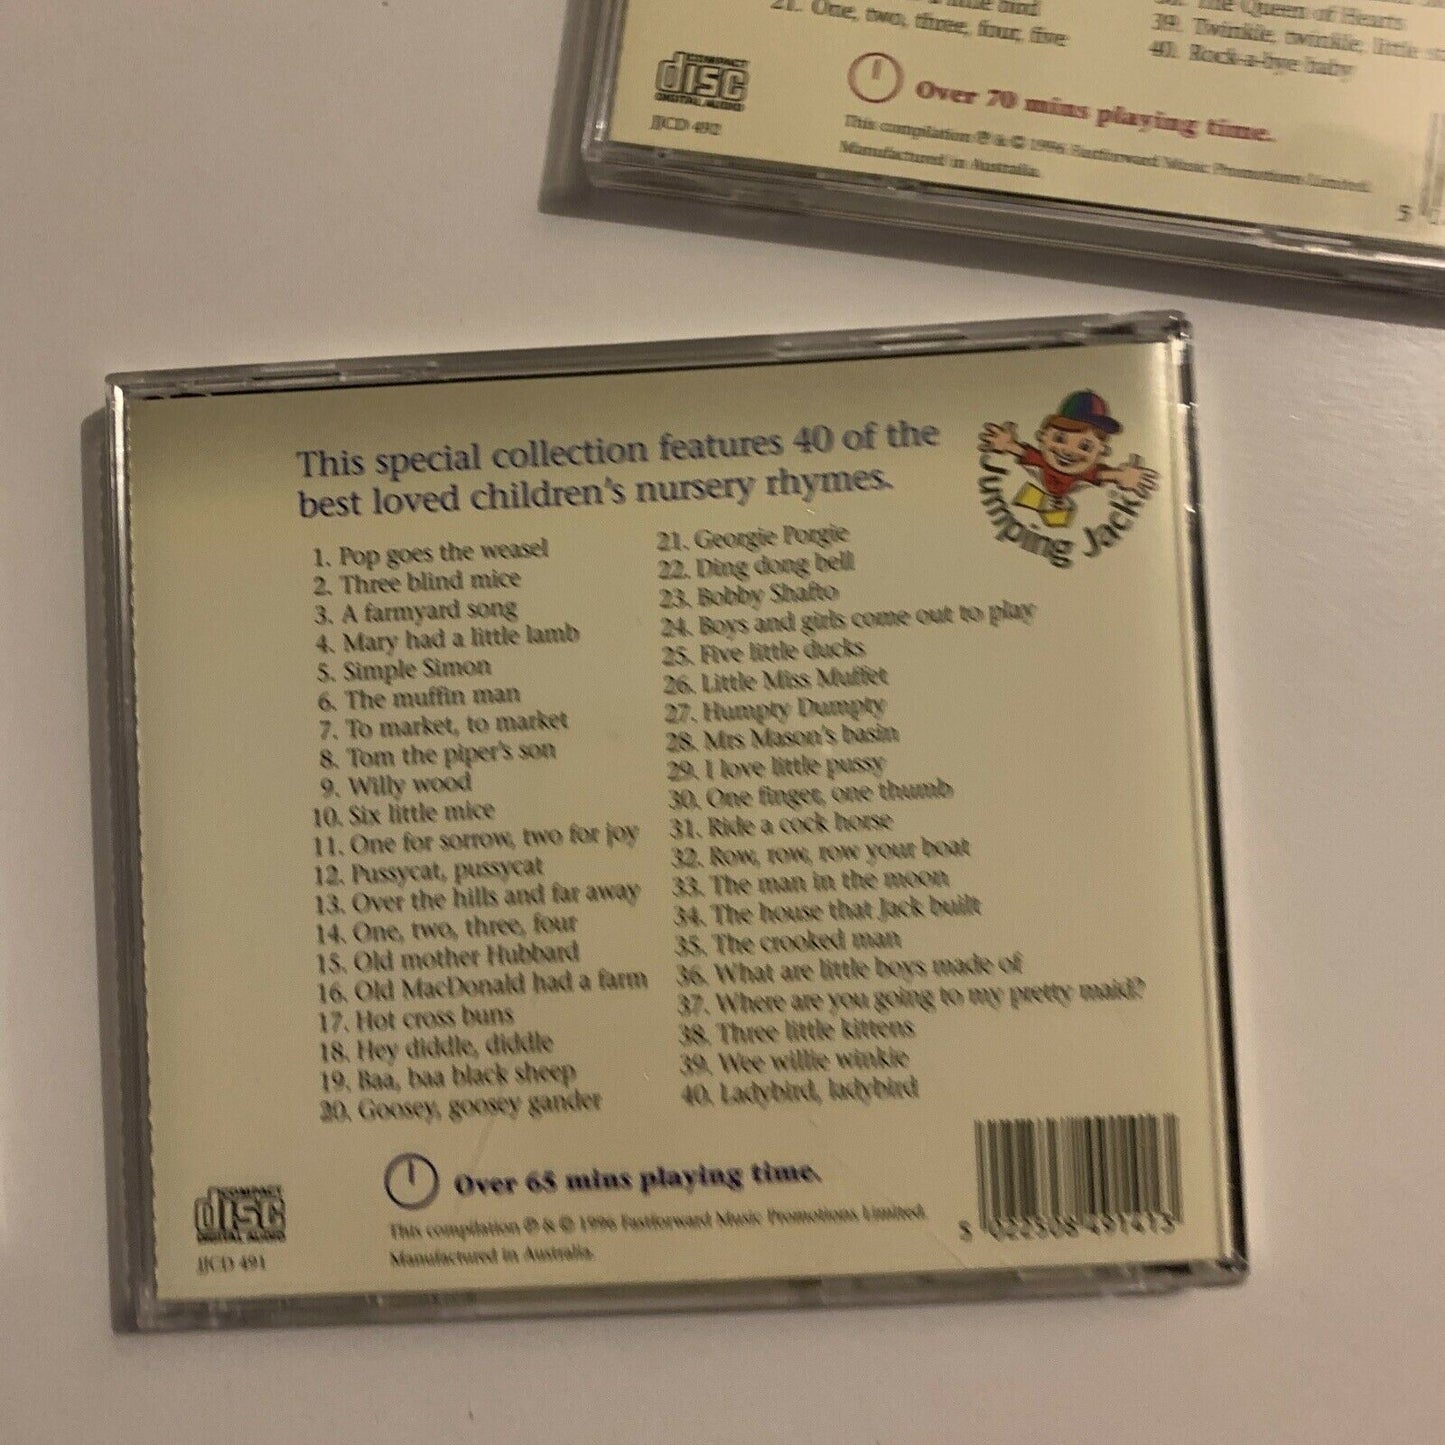 21. One, two, three, four, five
The Queen of Hearts
39. Twinkle, twinkle, little
40. Rock-a-bye baby
COMPACT
disc
DIGITAL AUDIO
JJCD 492
Over 70 mins playing time.
This compilation ℗ & © 1996 Fastforward Music Promotions Limited.
Manufactured in Australia.
5
This special collection features 40 of the
best loved children's nursery rhymes.
Jumping Jack
1. Pop goes the weasel
2. Three blind mice
3. A farmyard song
4. Mary had a little lamb
5. Simple Simon
6. The muffin man
7. To market, to market
8. Tom the piper's son
9. Willy wood
10. Six little mice
11. One for sorrow, two for joy
12. Pussycat, pussycat
13. Over the hills and far away
14. One, two, three, four
15. Old mother Hubbard
16. Old MacDonald had a farm
17. Hot cross buns
18. Hey diddle, diddle
19. Baa, baa black sheep
20. Goosey, goosey gander
21. Georgie Porgie
22. Ding dong bell
23. Bobby Shafto
24. Boys and girls come out to play
25. Five little ducks
26. Little Miss Muffet
27. Humpty Dumpty
28. Mrs Mason's basin
29. I love little pussy
30. One finger, one thumb
31. Ride a cock horse
32. Row, row, row your boat
33. The man in the moon
34. The house that Jack built
35. The crooked man
36. What are little boys made of
37. Where are you going to my pretty maid?
38. Three little kittens
39. Wee willie winkie
40. Ladybird, ladybird
Over 65 mins playing time.
This compilation ℗ & © 1996 Fastforward Music Promotions Limited.
Manufactured in Australia.
COMPACT
disc
DIGITAL AUDIO
JJCD 491
5 022508 491413